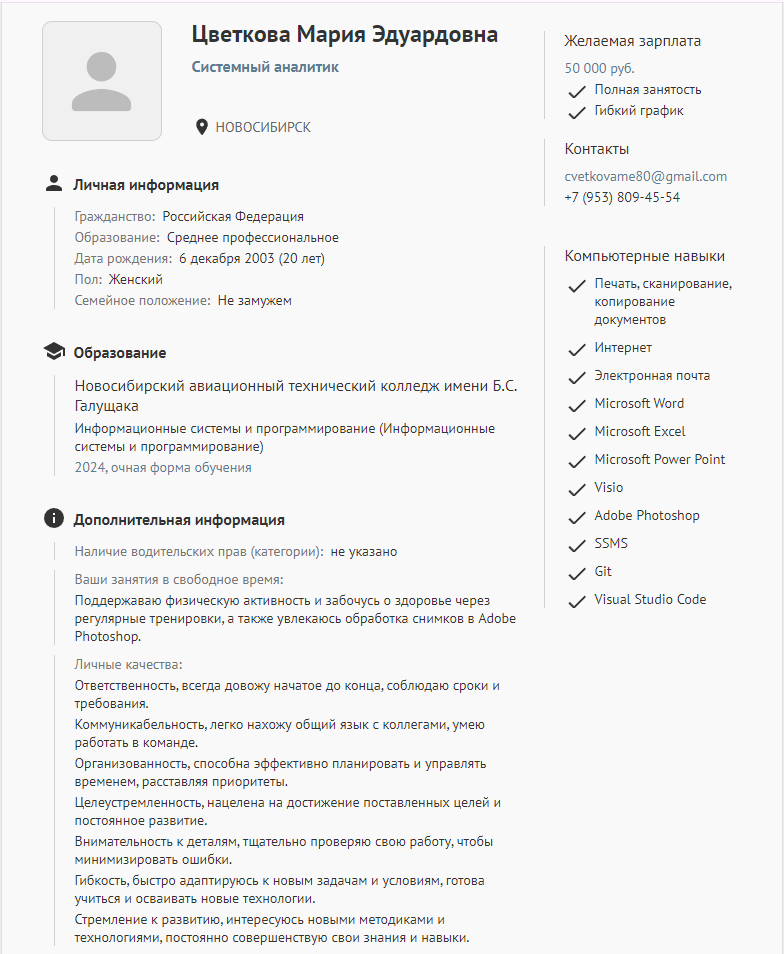 Цветкова Мария Эдуардовна
Системный аналитик
НОВОСИБИРСК
Личная информация
Гражданство: Российская Федерация
Образование: Среднее профессиональное
Дата рождения: 6 декабря 2003 (20 лет)
Пол: Женский
Семейное положение: Не замужем
Образование
Новосибирский авиационный технический колледж имени Б.С.
Галущака
Информационные системы и программирование (Информационные
системы и программирование)
2024, очная форма обучения
Дополнительная информация
Наличие водительских прав (категории): не указано
Ваши занятия в свободное время:
Поддерживаю физическую активность и забочусь о здоровье через
регулярные тренировки, а также увлекаюсь обработка снимков в Adobe
Photoshop.
Личные качества:
Ответственность, всегда довожу начатое до конца, соблюдаю сроки и
требования.
Коммуникабельность, легко нахожу общий язык с коллегами, умею
работать в команде.
Организованность, способна эффективно планировать и управлять
временем, расставляя приоритеты.
Целеустремленность, нацелена на достижение поставленных целей и
постоянное развитие.
Внимательность к деталям, тщательно проверяю свою работу, чтобы
минимизировать ошибки.
Гибкость, быстро адаптируюсь к новым задачам и условиям, готова
учиться и осваивать новые технологии.
Стремление к развитию, интересуюсь новыми методиками и
технологиями, постоянно совершенствую свои знания и навыки.
Желаемая зарплата
50 000 руб.
Полная занятость
Гибкий график
Контакты
cvetkovame80@gmail.com
+7 (953) 809-45-54
Компьютерные навыки
Печать, сканирование,
копирование
документов
Интернет
Электронная почта
Microsoft Word
Microsoft Excel
Microsoft Power Point
Visio
Adobe Photoshop
SSMS
Git
Visual Studio Code